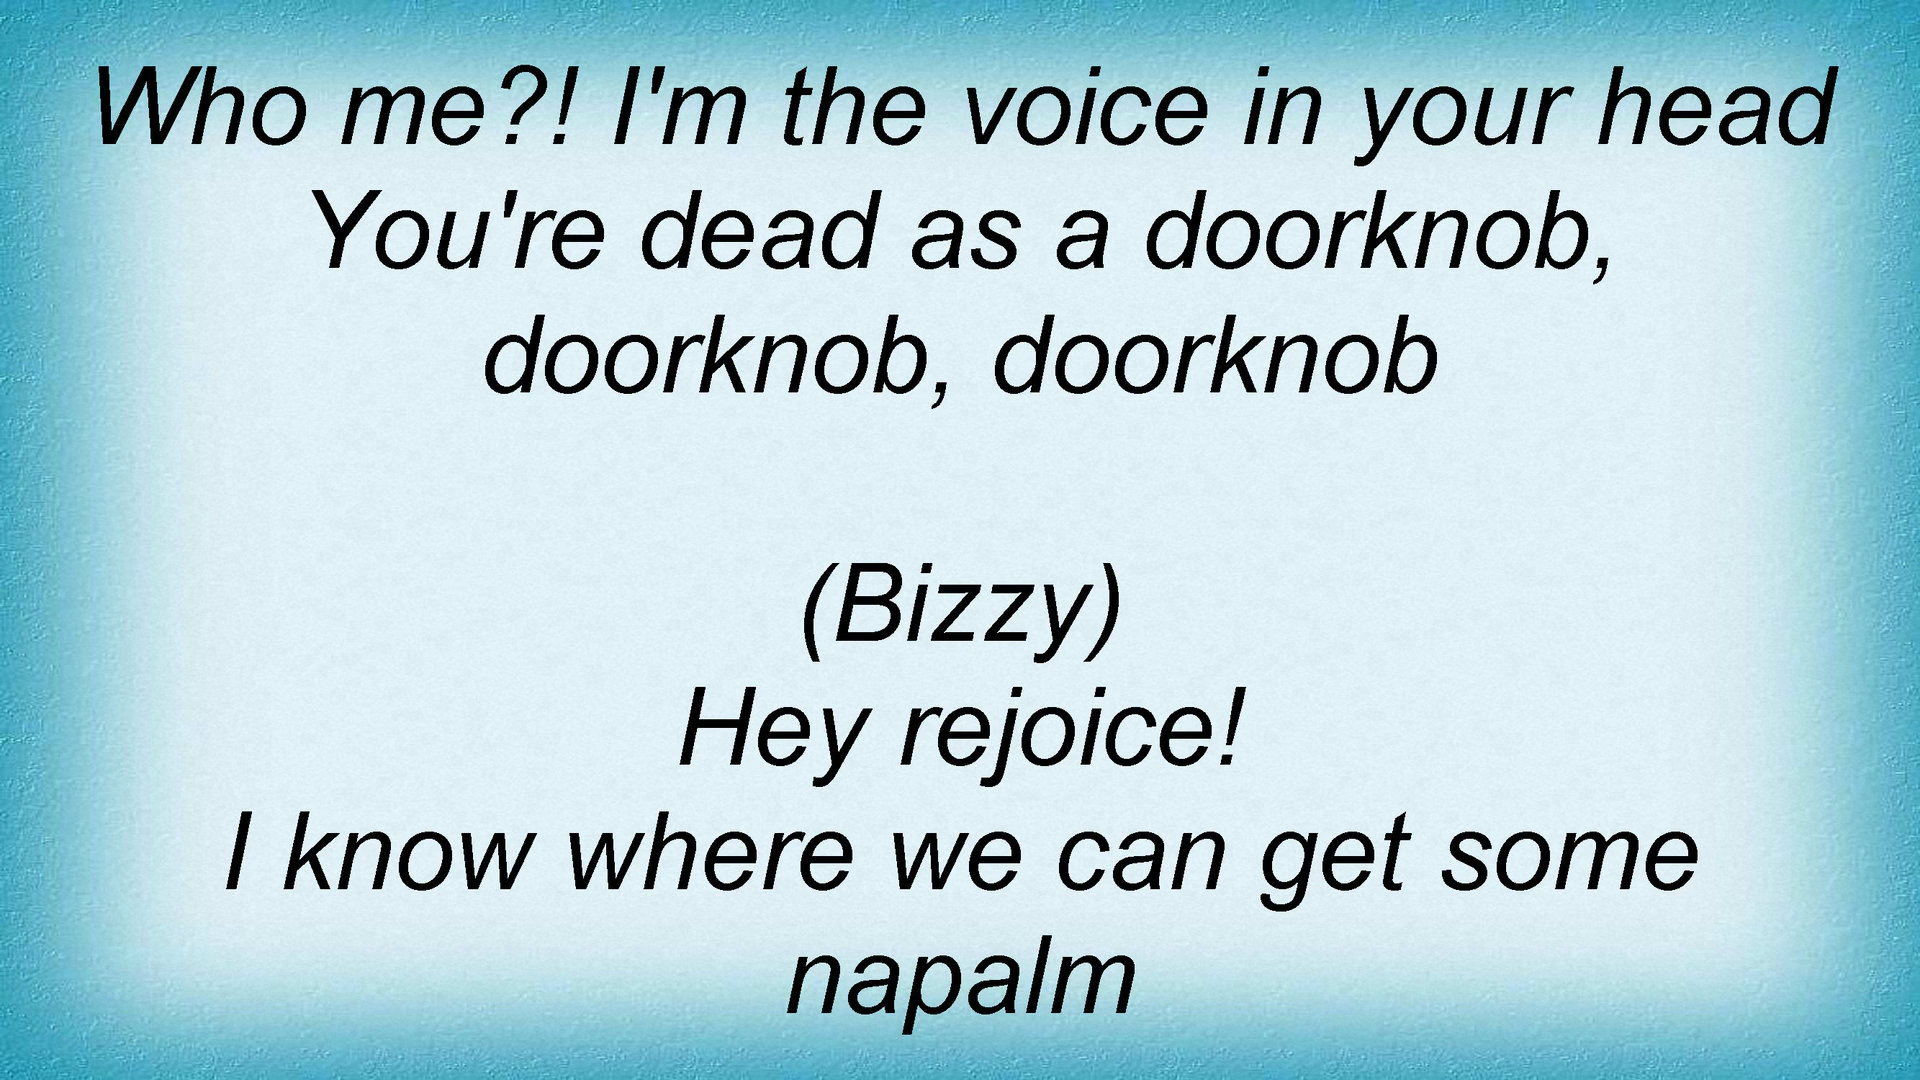 Who me?! I'm the voice in your head
You're dead as a doorknob,
doorknob, doorknob
(Bizzy)
Hey rejoice!
I know where we can get some
napalm